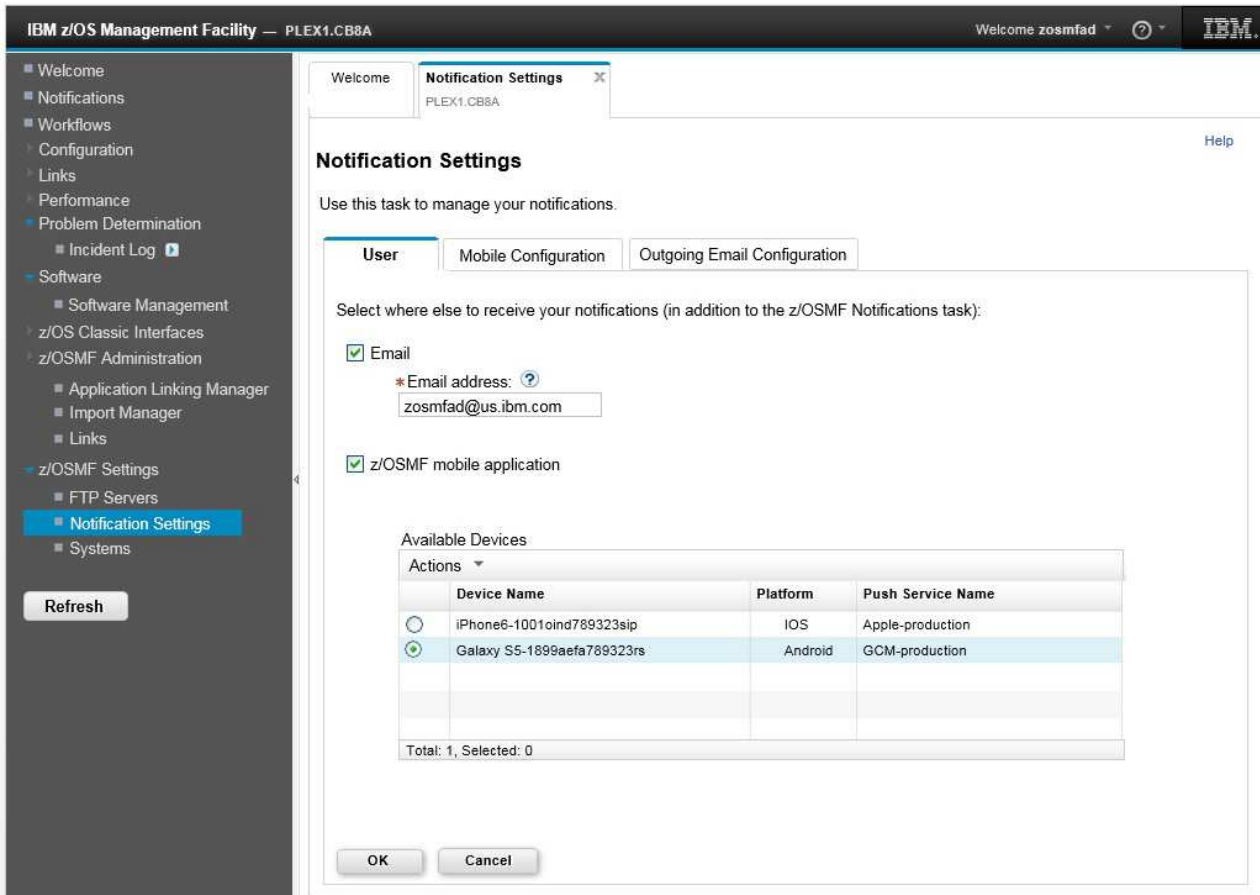 IBM z/OS Management Facility — PLEX1.CB8A
Welcome zosmfad
IBM.
Welcome
Notifications
Workflows
Configuration
Links
Performance
Problem Determination
Incident Log
Software
Software Management
z/OS Classic Interfaces
z/OSMF Administration
Application Linking Manager
Import Manager
Links
z/OSMF Settings
FTP Servers
Notification Settings
Systems
Refresh
Welcome
Notification Settings
PLEX1.CB8A
Help
Notification Settings
Use this task to manage your notifications.
User Mobile Configuration Outgoing Email Configuration
Select where else to receive your notifications (in addition to the z/OSMF Notifications task):
Email
*Email address: ?
zosmfad@us.ibm.com
z/OSMF mobile application
Available Devices
Actions
Device Name Platform Push Service Name
iPhone6-1001oind789323sip IOS Apple-production
Galaxy S5-1899aefa789323rs Android GCM-production
Total: 1, Selected: 0
OK Cancel